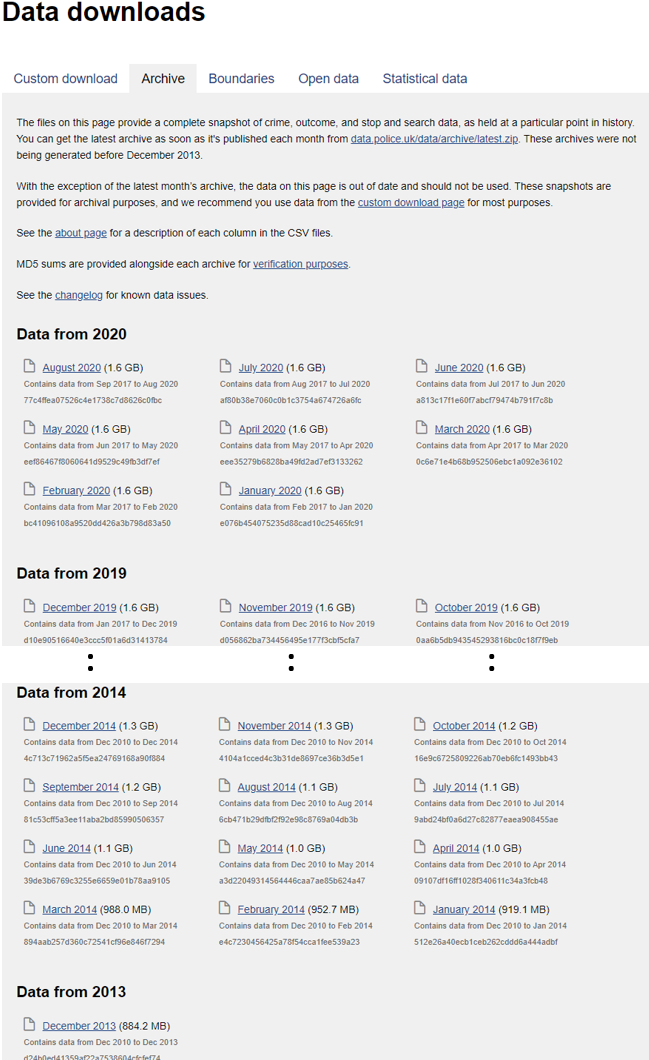 Data downloads
Custom download Archive Boundaries Open data Statistical data
The files on this page provide a complete snapshot of crime, outcome, and stop and search data, as held at a particular point in history.
You can get the latest archive as soon as it's published each month from data.police.uk/data/archive/latest.zip. These archives were not
being generated before December 2013.
With the exception of the latest month's archive, the data on this page is out of date and should not be used. These snapshots are
provided for archival purposes, and we recommend you use data from the custom download page for most purposes.
See the about page for a description of each column in the CSV files.
MD5 sums are provided alongside each archive for verification purposes.
See the changelog for known data issues.
Data from 2020
August 2020 (1.6 GB) July 2020 (1.6 GB) June 2020 (1.6 GB)
Contains data from Sep 2017 to Aug 2020 Contains data from Aug 2017 to Jul 2020 Contains data from Jul 2017 to Jun 2020
77c4ffea07526c4e1738c7d8626c0fbc af80b38e7060c0b1c3754a674726a6fc a813c17f1e60f7abcf79474b791f7c8b
May 2020 (1.6 GB) April 2020 (1.6 GB) March 2020 (1.6 GB)
Contains data from Jun 2017 to May 2020 Contains data from May 2017 to Apr 2020 Contains data from Apr 2017 to Mar 2020
eef86467f8060641d9529c49fb3df7ef eee35279b6828ba49fd2ad7ef3133262 0c6e71e4b68b952506ebc1a092e36102
February 2020 (1.6 GB) January 2020 (1.6 GB)
Contains data from Mar 2017 to Feb 2020 Contains data from Feb 2017 to Jan 2020
bc41096108a9520dd426a3b798d83a50 e076b454075235d88cad10c25465fc91
Data from 2019
December 2019 (1.6 GB) November 2019 (1.6 GB) October 2019 (1.6 GB)
Contains data from Jan 2017 to Dec 2019 Contains data from Dec 2016 to Nov 2019 Contains data from Nov 2016 to Oct 2019
d10e90516640e3ccc5f01a6d31413784 d056862ba734456495e177f3cbf5cfa7 0aa6b5db943545293816bc0c18f7f9eb
Data from 2014
December 2014 (1.3 GB) November 2014 (1.3 GB) October 2014 (1.2 GB)
Contains data from Dec 2010 to Dec 2014 Contains data from Dec 2010 to Nov 2014 Contains data from Dec 2010 to Oct 2014
4c713c71962a5f5ea24769168a90f884 4104a1cced4c3b31de8697ce36b3d5e1 16e9c6725809226ab70eb6fc1493bb43
September 2014 (1.2 GB) August 2014 (1.1 GB) July 2014 (1.1 GB)
Contains data from Dec 2010 to Sep 2014 Contains data from Dec 2010 to Aug 2014 Contains data from Dec 2010 to Jul 2014
81c53cff5a3ee11aba2bd85990506357 6cb471b29dfbf2f92e98c8769a04db3b 9abd24bf0a6d27c82877eaea908455ae
June 2014 (1.1 GB) May 2014 (1.0 GB) April 2014 (1.0 GB)
Contains data from Dec 2010 to Jun 2014 Contains data from Dec 2010 to May 2014 Contains data from Dec 2010 to Apr 2014
39de3b6769c3255e6659e01b78aa9105 a3d22049314564446caa7ae85b624a47 09107df16ff1028f340611c34a3fcb48
March 2014 (988.0 MB) February 2014 (952.7 MB) January 2014 (919.1 MB)
Contains data from Dec 2010 to Mar 2014 Contains data from Dec 2010 to Feb 2014 Contains data from Dec 2010 to Jan 2014
894aab257d360c72541cf96e846f7294 e4c7230456425a78f54cca1fee539a23 512e26a40ecb1ceb262cddd6a444adbf
Data from 2013
December 2013 (884.2 MB)
Contains data from Dec 2010 to Dec 2013